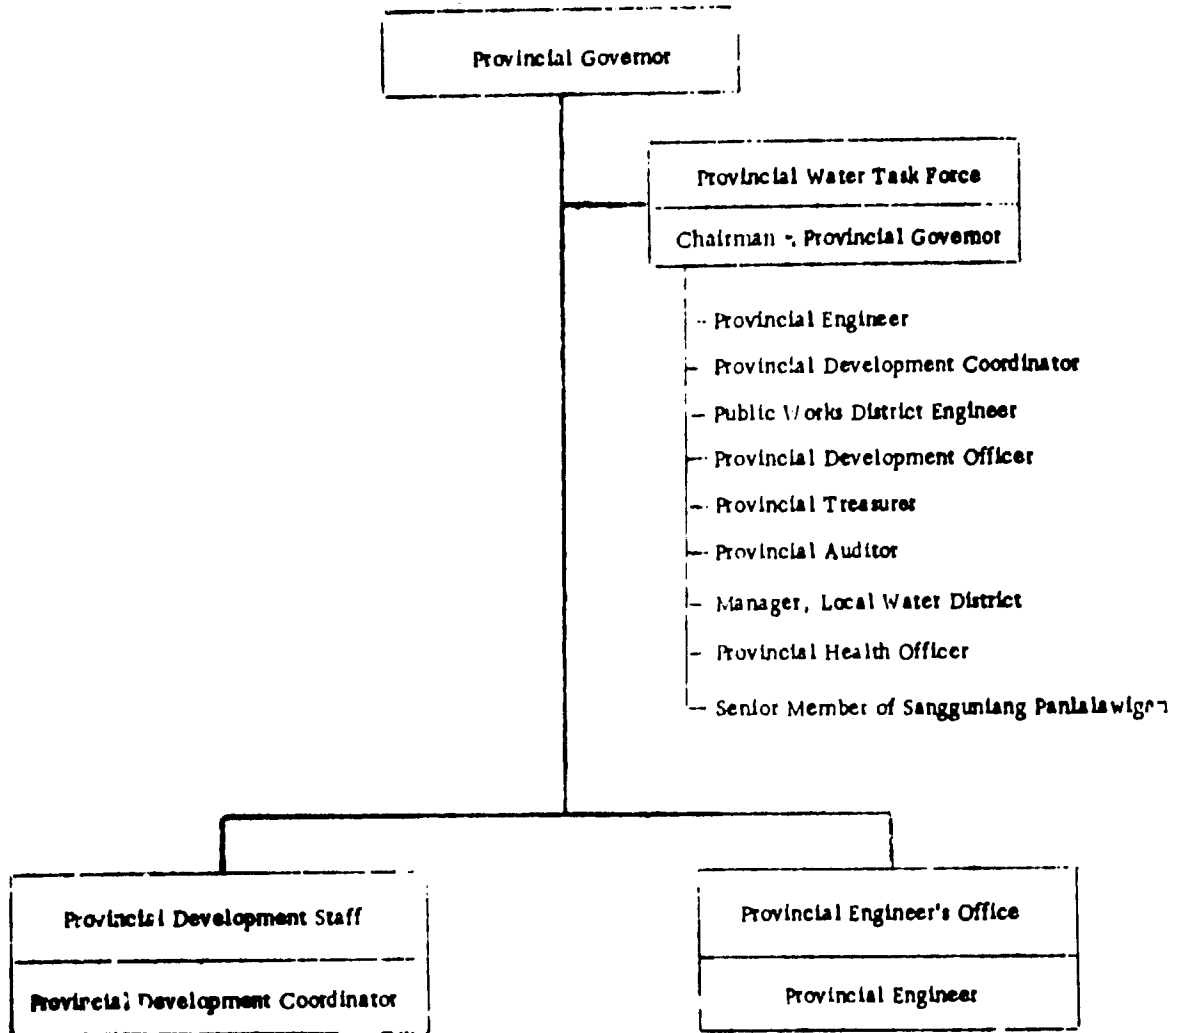 Provincial Governor
Provincial Water Task Force
Chairman - Provincial Governor
- Provincial Engineer
- Provincial Development Coordinator
- Public Works District Engineer
- Provincial Development Officer
- Provincial Treasurer
- Provincial Auditor
- Manager, Local Water District
- Provincial Health Officer
- Senior Member of Sangguniang Panlalawigan
Provincial Development Staff
Provincial Development Coordinator
Provincial Engineer's Office
Provincial Engineer